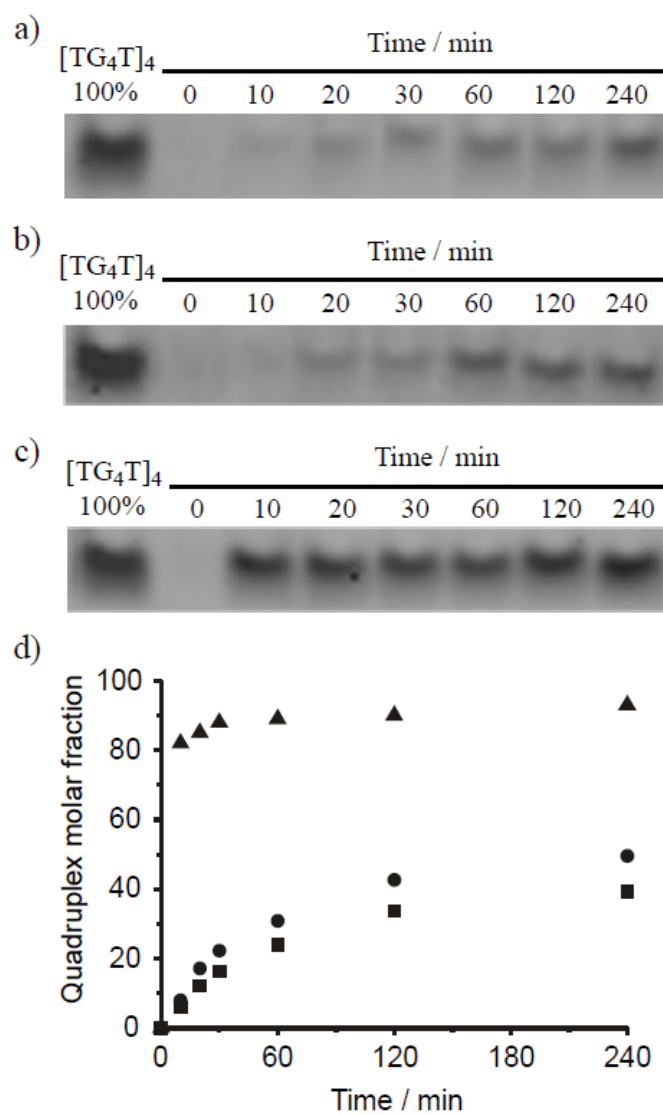 a)
Time / min
[TG₄T]₄
100%
0 10 20 30 60 120 240
b)
Time / min
[TG₄T]₄
100%
0 10 20 30 60 120 240
c)
Time / min
[TG₄T]₄
100%
0 10 20 30 60 120 240
d)
Quadruplex molar fraction
100
80
60
40
20
0
0 60 120 180 240
Time / min